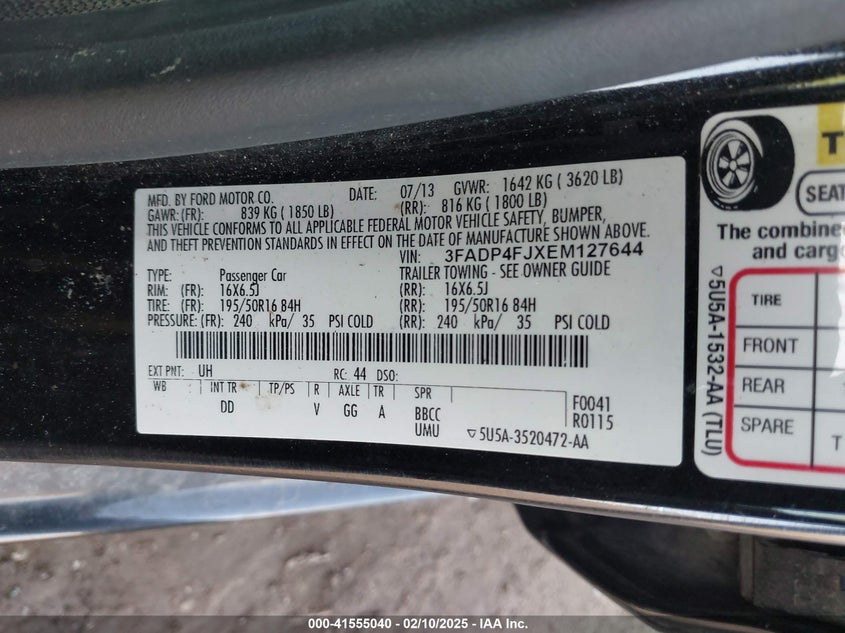 MFD. BY FORD MOTOR CO. DATE: 07/13 GVWR: 1642 KG ( 3620 LB)
GAWR:(FR): 839 KG ( 1850 LB) (RR): 816 KG ( 1800 LB)
THIS VEHICLE CONFORMS TO ALL APPLICABLE FEDERAL MOTOR VEHICLE SAFETY, BUMPER,
AND THEFT PREVENTION STANDARDS IN EFFECT ON THE DATE OF MANUFACTURE SHOWN ABOVE.
VIN: 3FADP4FJXEM127644
TYPE: Passenger Car TRAILER TOWING - SEE OWNER GUIDE
RIM: (FR): 16X6.5J (RR): 16X6.5J
TIRE: (FR): 195/50R16 84H (RR): 195/50R16 84H
PRESSURE: (FR): 240 kPa/ 35 PSI COLD (RR): 240 kPa/ 35 PSI COLD
EXT PNT: UH RC: 44 DSO:
WB INT TR TP/PS R AXLE TR SPR
DD V GG A BBCC F0041
UMU R0115
▽5U5A-3520472-AA
▽5U5A-1532-AA (TLU)
T
SEAT
The combine
and carg
TIRE
FRONT
REAR
SPARE
T
000-41555040 - 02/10/2025 - IAA Inc.